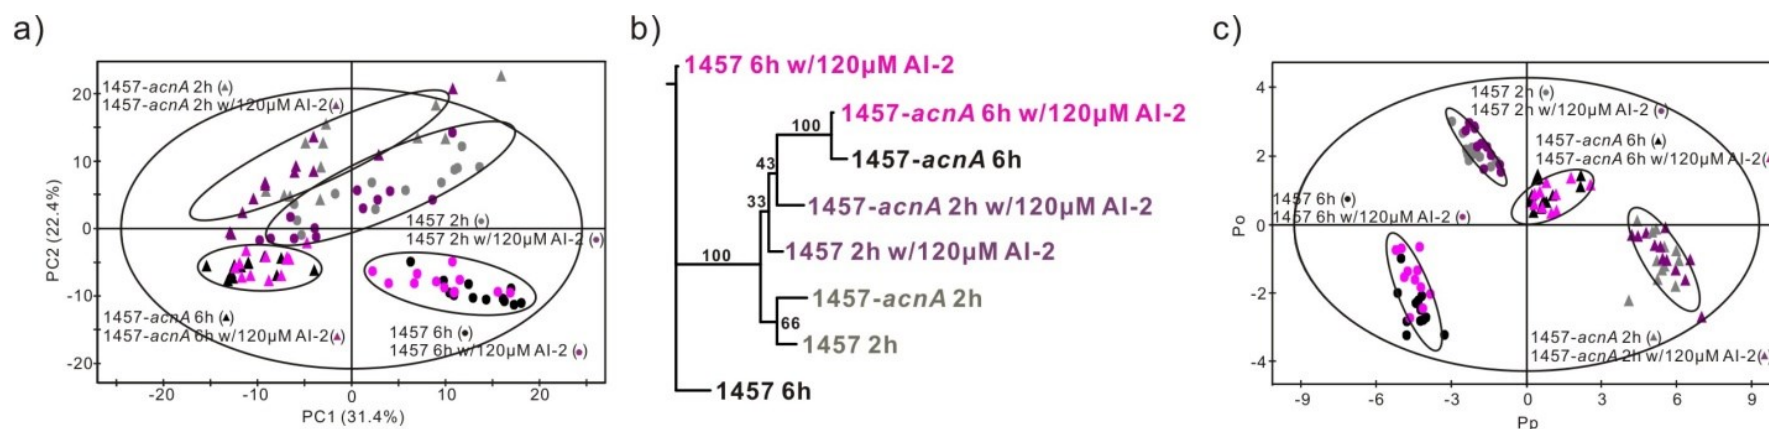 a)
1457-acnA 2h (▲)
1457-acnA 2h w/120μM AI-2(▲)
1457 2h (●)
1457 2h w/120μM AI-2 (●)
1457-acnA 6h (▲)
1457-acnA 6h w/120μM AI-2 (▲)
1457 6h (●)
1457 6h w/120μM AI-2 (●)
20
10
0
-10
-20
-20
-10
0
10
20
PC2 (22.4%)
PC1 (31.4%)
b)
1457 6h w/120μM AI-2
1457-acnA 6h w/120μM AI-2
100
1457-acnA 6h
43
1457-acnA 2h w/120μM AI-2
33
1457 2h w/120μM AI-2
100
1457-acnA 2h
66
1457 2h
1457 6h
c)
1457 2h (●)
1457 2h w/120μM AI-2 (●)
1457-acnA 6h (▲)
1457-acnA 6h w/120μM AI-2(▲
1457 6h (●)
1457 6h w/120μM AI-2 (●)
1457-acnA 2h (▲)
1457-acnA 2h w/120μM AI-2(▲)
4
2
0
-2
-4
-9
-6
-3
0
3
6
9
Po
Pp